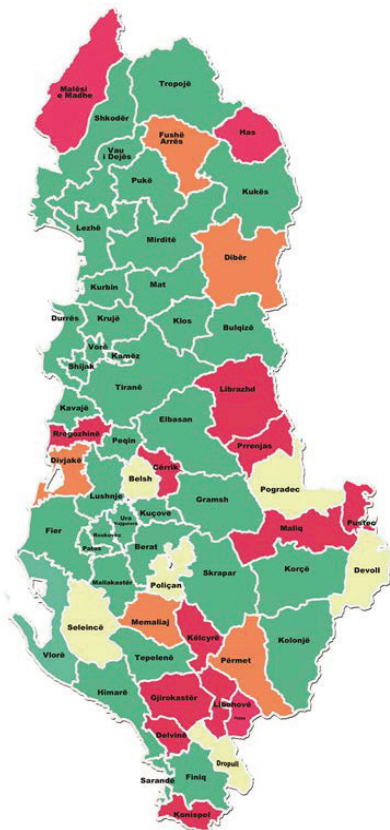 Malësi
e Madhe
Tropojë
Shkodër
Has
Fushë
Arrës
Vau
i Dejës
Pukë
Kukës
Lezhë
Mirditë
Dibër
Kurbin
Mat
Durrës
Krujë
Klos
Bulqizë
Vorë
Kamëz
Shijak
Tiranë
Librazhd
Kavajë
Elbasan
Rrogozhinë
Peqin
Prrenjas
Divjakë
Cërrik
Belsh
Pogradec
Lushnje
Gramsh
Kuçovë
Ura
Pustec
Fier
Maliq
Roskovec
Patos
Berat
Devoll
Korçë
Poliçan
Skrapar
Mallakastër
Seleincë
Memaliaj
Këlcyrë
Kolonjë
Përmet
Vlorë
Tepelenë
Himarë
Gjirokastër
Libohovë
Delvinë
Dropull
Sarandë
Finiq
Konispol